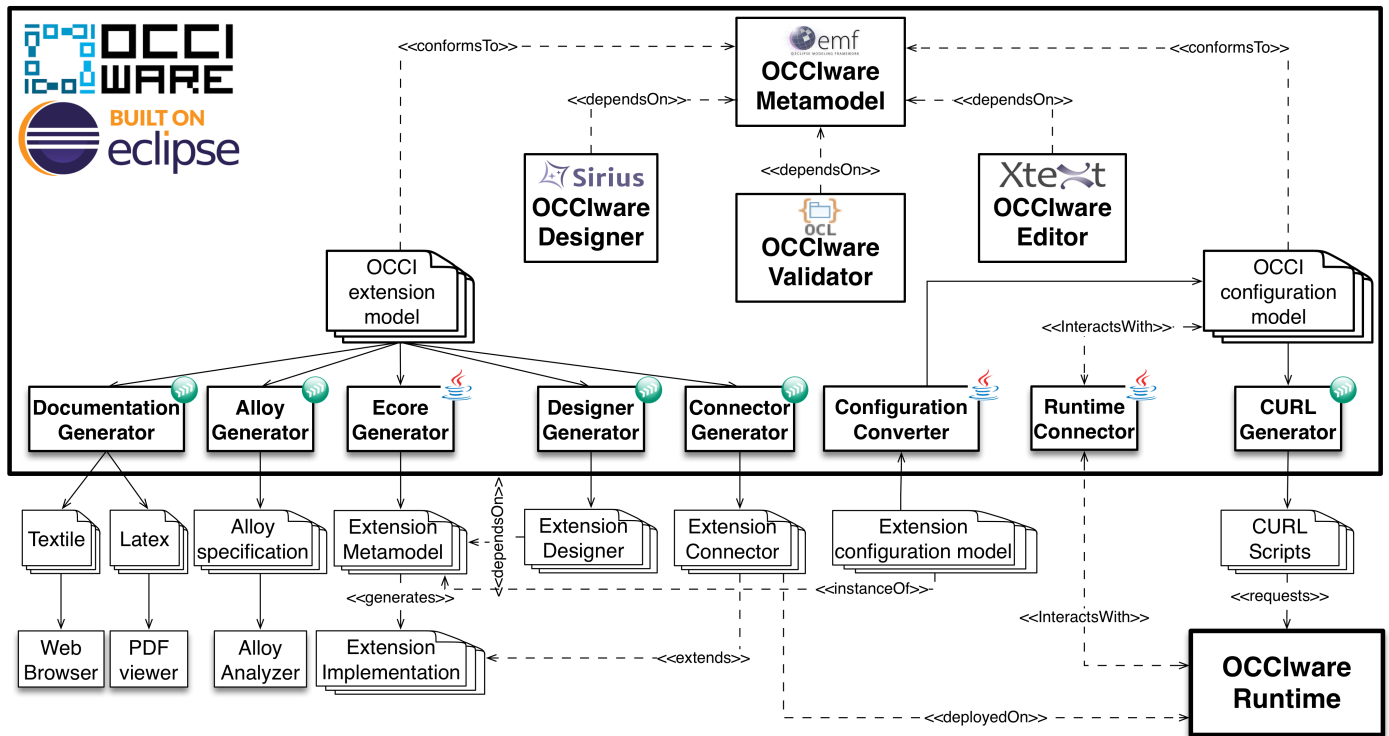 OCCI
WARE
BUILT ON
eclipse
<<conformsTo>>
emf
ECLIPSE MODELING FRAMEWORK
OCCIware
Metamodel
<<conformsTo>>
<<dependsOn>>
<<dependsOn>>
<<dependsOn>>
Sirius
OCCIware
Designer
OCL
OCCIware
Validator
Xtext
OCCIware
Editor
OCCI
extension
model
OCCI
configuration
model
<<InteractsWith>>
Documentation
Generator
Alloy
Generator
Ecore
Generator
Designer
Generator
Connector
Generator
Configuration
Converter
Runtime
Connector
CURL
Generator
Textile
Latex
Alloy
specification
Extension
Metamodel
<<dependsOn>>
Extension
Designer
Extension
Connector
Extension
configuration model
CURL
Scripts
<<generates>>
<<instanceOf>>
<<requests>>
<<InteractsWith>>
Web
Browser
PDF
viewer
Alloy
Analyzer
Extension
Implementation
<<extends>>
OCCIware
Runtime
<<deployedOn>>